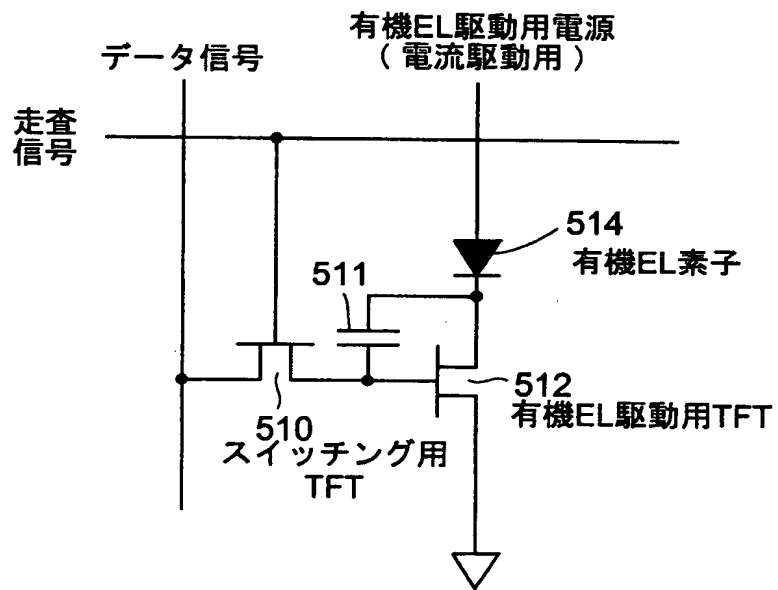 有機EL駆動用電源
( 電流駆動用 )
データ信号
走査
信号
514
有機EL素子
511
512
有機EL駆動用TFT
510
スイッチング用
TFT